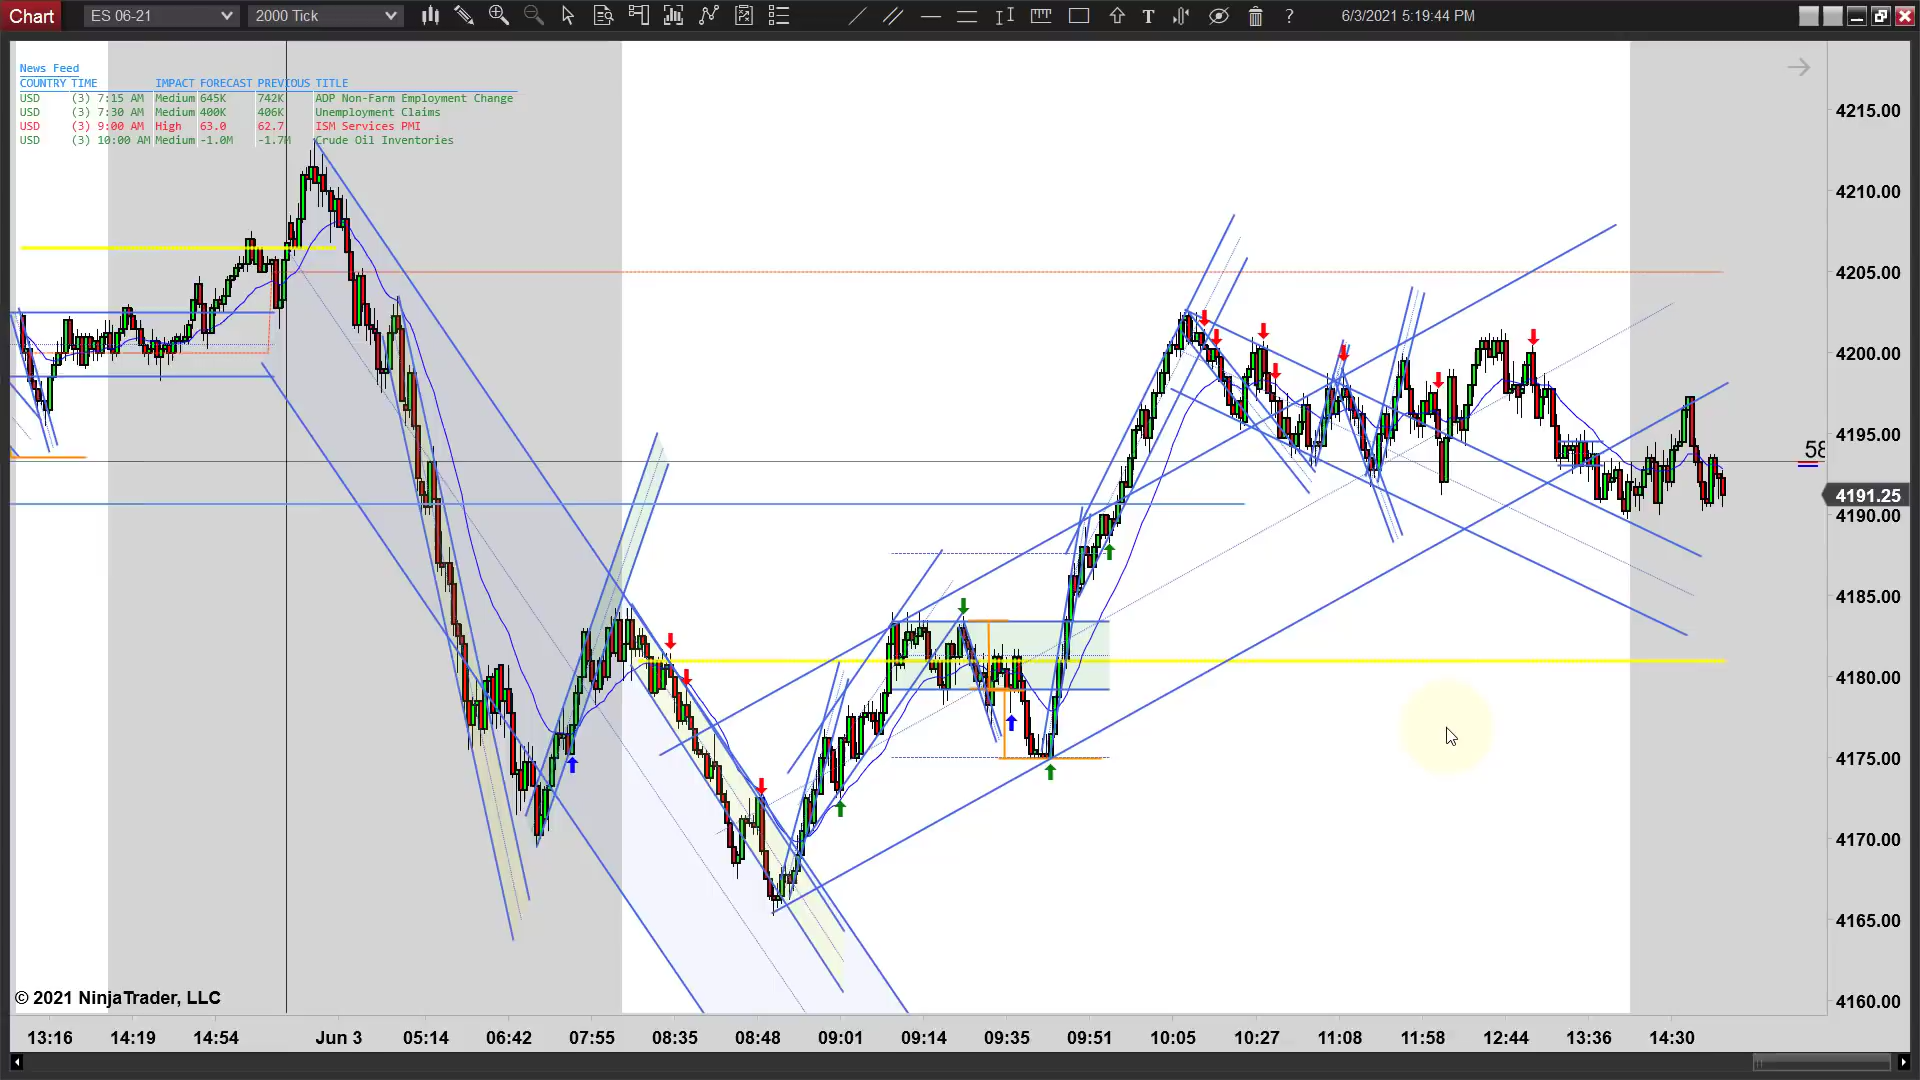 Chart ES 06-21 2000 Tick T ? 6/3/2021 5:19:44 PM
News Feed
COUNTRY TIME IMPACT FORECAST PREVIOUS TITLE
USD (3) 7:15 AM Medium 645K 742K ADP Non-Farm Employment Change
USD (3) 7:30 AM Medium 400K 406K Unemployment Claims
USD (3) 9:00 AM High 63.0 62.7 ISM Services PMI
USD (3) 10:00 AM Medium -1.0M -1.7M Crude Oil Inventories
4215.00
4210.00
4205.00
4200.00
4195.00
58
4191.25
4190.00
4185.00
4180.00
4175.00
4170.00
4165.00
4160.00
© 2021 NinjaTrader, LLC
13:16 14:19 14:54 Jun 3 05:14 06:42 07:55 08:35 08:48 09:01 09:14 09:35 09:51 10:05 10:27 11:08 11:58 12:44 13:36 14:30